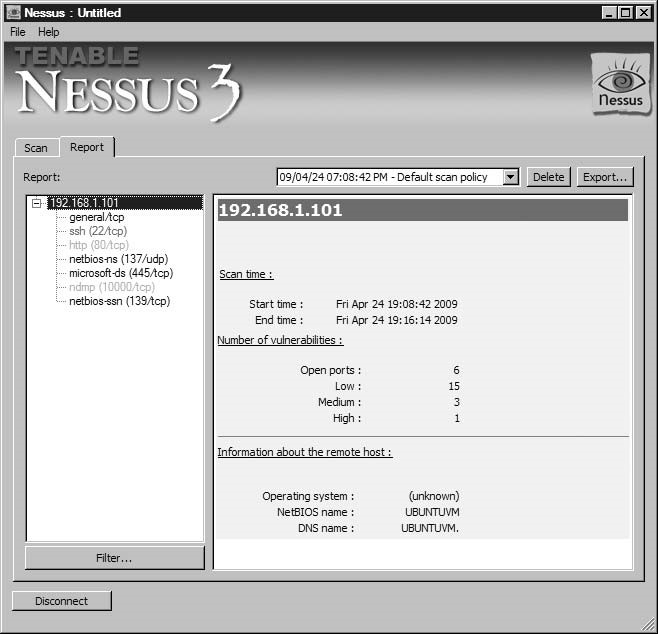 Nessus : Untitled
File Help
TENABLE
NESSUS 3
Nessus
Scan Report
Report: 09/04/24 07:08:42 PM - Default scan policy Delete Export...
192.168.1.101
general/tcp
ssh (22/tcp)
http (80/tcp)
netbios-ns (137/udp)
microsoft-ds (445/tcp)
ndmp (10000/tcp)
netbios-ssn (139/tcp)
Filter...
192.168.1.101
Scan time :
Start time : Fri Apr 24 19:08:42 2009
End time : Fri Apr 24 19:16:14 2009
Number of vulnerabilities :
Open ports : 6
Low : 15
Medium : 3
High : 1
Information about the remote host :
Operating system : (unknown)
NetBIOS name : UBUNTUVM
DNS name : UBUNTUVM.
Disconnect